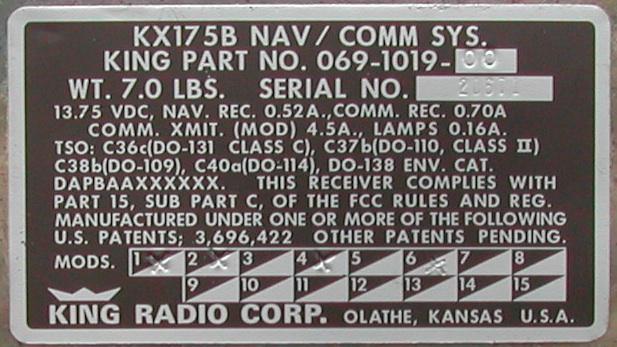 KX175B NAV/COMM SYS.
KING PART NO. 069-1019-00
WT. 7.0 LBS. SERIAL NO.
13.75 VDC, NAV. REC. 0.52A., COMM. REC. 0.70A
COMM. XMIT. (MOD) 4.5A., LAMPS 0.16A.
TSO: C36c(DO-131 CLASS C), C37b(DO-110, CLASS II)
C38b(DO-109), C40a(DO-114), DO-138 ENV. CAT.
DAPBAAXXXXXX. THIS RECEIVER COMPLIES WITH
PART 15, SUB PART C, OF THE FCC RULES AND REG.
MANUFACTURED UNDER ONE OR MORE OF THE FOLLOWING
U.S. PATENTS; 3,696,422 OTHER PATENTS PENDING.
MODS. 1 X 2 X 3 4 X 5 6 X 7 8
9 10 11 12 13 14 15
KING RADIO CORP. OLATHE, KANSAS U.S.A.